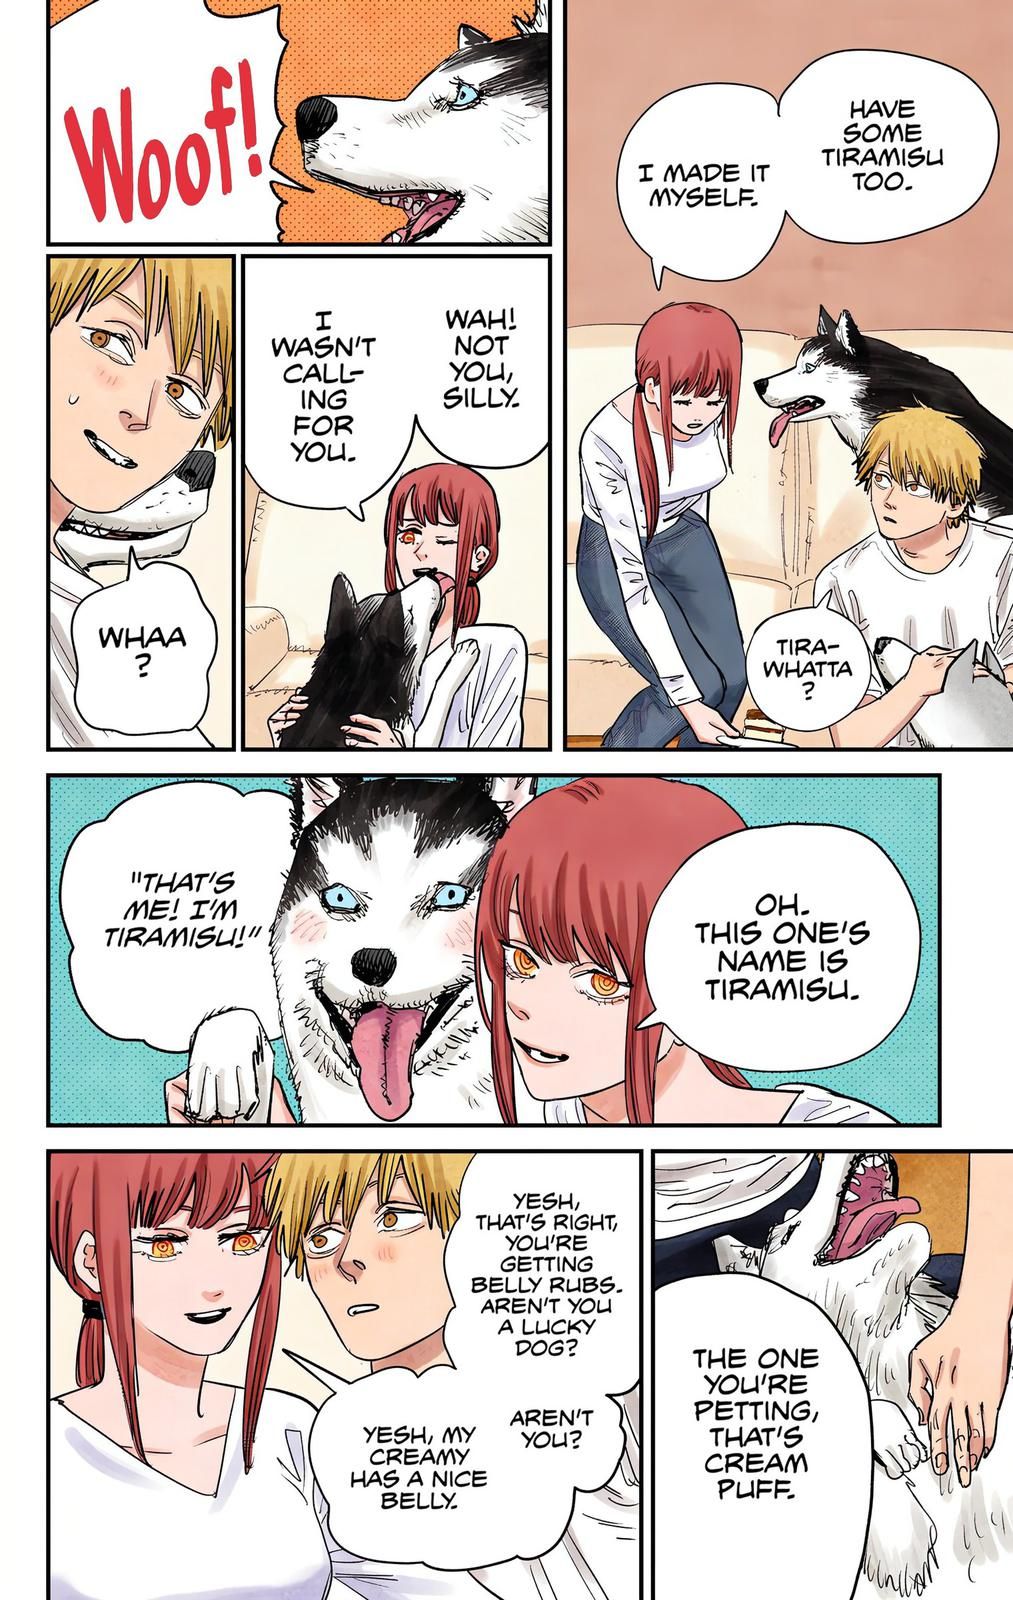 HAVE
SOME
TIRAMISU
TOO.
I MADE IT
MYSELF.
TIRA-
WHATTA
?
Woof!
WAH!
NOT
YOU,
SILLY.
I
WASN'T
CALL-
ING
FOR
YOU.
WHAA
?
OH.
THIS ONE'S
NAME IS
TIRAMISU.
"THAT'S
ME! I'M
TIRAMISU!"
THE ONE
YOU'RE
PETTING,
THAT'S
CREAM
PUFF.
YESH,
THAT'S RIGHT,
YOU'RE
GETTING
BELLY RUBS.
AREN'T YOU
A LUCKY
DOG?
AREN'T
YOU?
YESH, MY
CREAMY
HAS A NICE
BELLY.